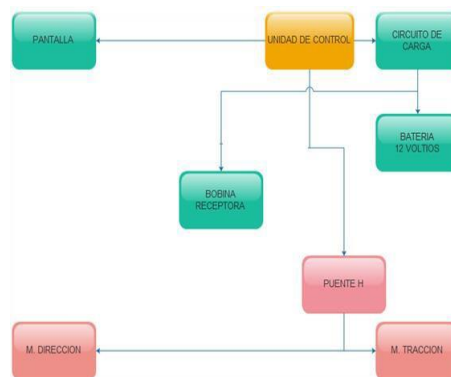 PANTALLA
UNIDAD DE CONTROL
CIRCUITO DE
CARGA
BATERIA
12 VOLTIOS
BOBINA
RECEPTORA
PUENTE H
M. DIRECCION
M. TRACCION